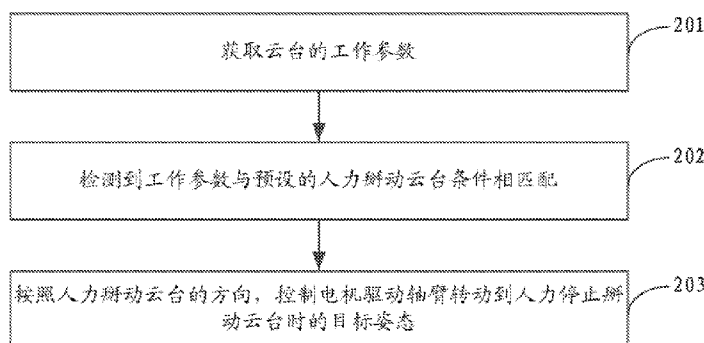 201
获取云台的工作参数
202
检测到工作参数与预设的人力掰动云台条件相匹配
203
按照人力掰动云台的方向，控制电机驱动轴臂转动到人力停止掰
动云台时的目标姿态